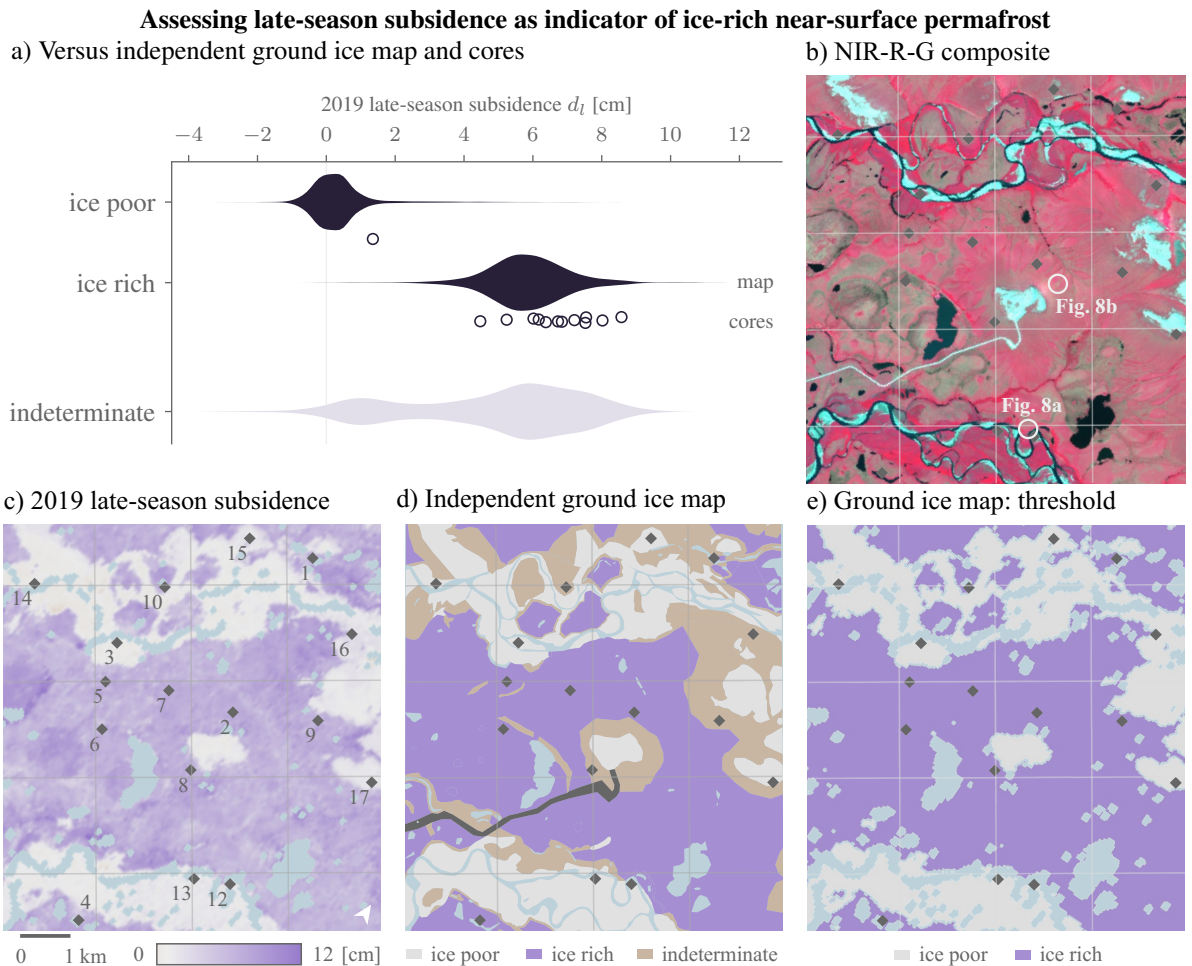 Assessing late-season subsidence as indicator of ice-rich near-surface permafrost
a) Versus independent ground ice map and cores
2019 late-season subsidence d_l [cm]
−4 −2 0 2 4 6 8 10 12
ice poor
ice rich
map
cores
indeterminate
b) NIR-R-G composite
Fig. 8b
Fig. 8a
c) 2019 late-season subsidence
15
1
14
10
3
16
5
7
2
6
9
8
17
13
12
4
0 1 km
0 12 [cm]
d) Independent ground ice map
ice poor ice rich indeterminate
e) Ground ice map: threshold
ice poor ice rich